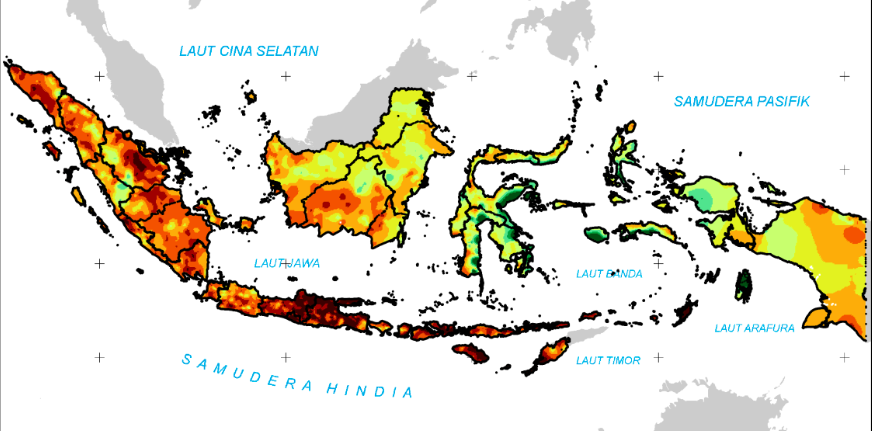 LAUT CINA SELATAN
SAMUDERA PASIFIK
LAUT JAWA
LAUT BANDA
LAUT ARAFURA
LAUT TIMOR
SAMUDERA HINDIA